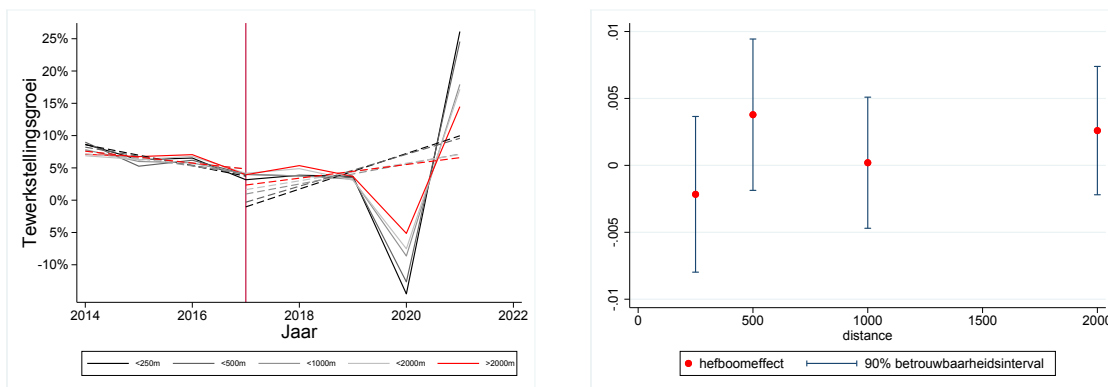 25%
20%
15%
10%
5%
0%
5%
-10%
Tewerkstellingsgroei
2014
2016
2018
2020
2022
Jaar
<250m
<500m
<1000m
<2000m
>2000m
.01
.005
0
-.005
-.01
0
500
1000
1500
2000
distance
hefboomeffect
90% betrouwbaarheidsinterval